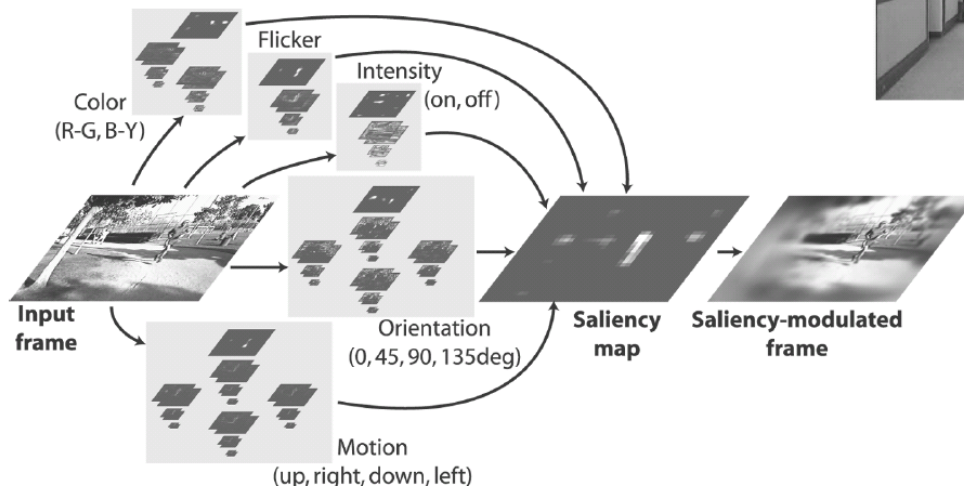 Flicker
Intensity
(on, off)
Color
(R-G, B-Y)
Input
frame
Orientation
(0, 45, 90, 135deg)
Saliency
map
Saliency-modulated
frame
Motion
(up, right, down, left)